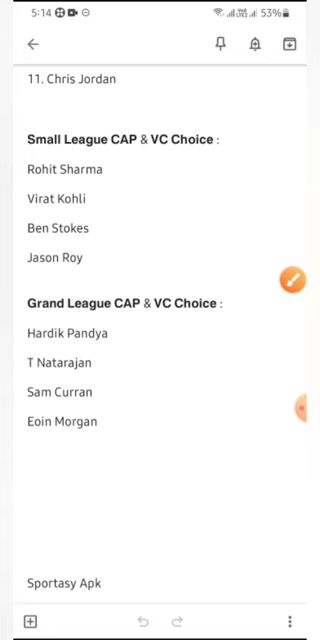 5:14 53%
11. Chris Jordan
Small League CAP & VC Choice :
Rohit Sharma
Virat Kohli
Ben Stokes
Jason Roy
Grand League CAP & VC Choice :
Hardik Pandya
T Natarajan
Sam Curran
Eoin Morgan
Sportasy Apk